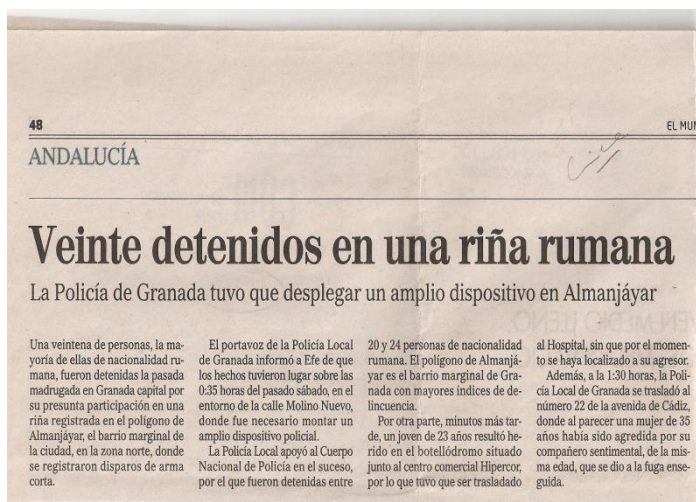 48
EL MUN
ANDALUCÍA
Veinte detenidos en una riña rumana
La Policía de Granada tuvo que desplegar un amplio dispositivo en Almanjáyar
Una veintena de personas, la ma-
yoría de ellas de nacionalidad ru-
mana, fueron detenidas la pasada
madrugada en Granada capital por
su presunta participación en una
riña registrada en el polígono de
Almanjáyar, el barrio marginal de
la ciudad, en la zona norte, donde
se registraron disparos de arma
corta.
El portavoz de la Policía Local
de Granada informó a Efe de que
los hechos tuvieron lugar sobre las
0:35 horas del pasado sábado, en el
entorno de la calle Molino Nuevo,
donde fue necesario montar un
amplio dispositivo policial.
La Policía Local apoyó al Cuerpo
Nacional de Policía en el suceso,
por el que fueron detenidas entre
20 y 24 personas de nacionalidad
rumana. El polígono de Almanjá-
yar es el barrio marginal de Gra-
nada con mayores índices de de-
lincuencia.
Por otra parte, minutos más tar-
de, un joven de 23 años resultó he-
rido en el botellódromo situado
junto al centro comercial Hipercor,
por lo que tuvo que ser trasladado
al Hospital, sin que por el momen-
to se haya localizado a su agresor.
Además, a la 1:30 horas, la Poli-
cía Local de Granada se trasladó al
número 22 de la avenida de Cádiz,
donde al parecer una mujer de 35
años había sido agredida por su
compañero sentimental, de la mis-
ma edad, que se dio a la fuga ense-
guida.